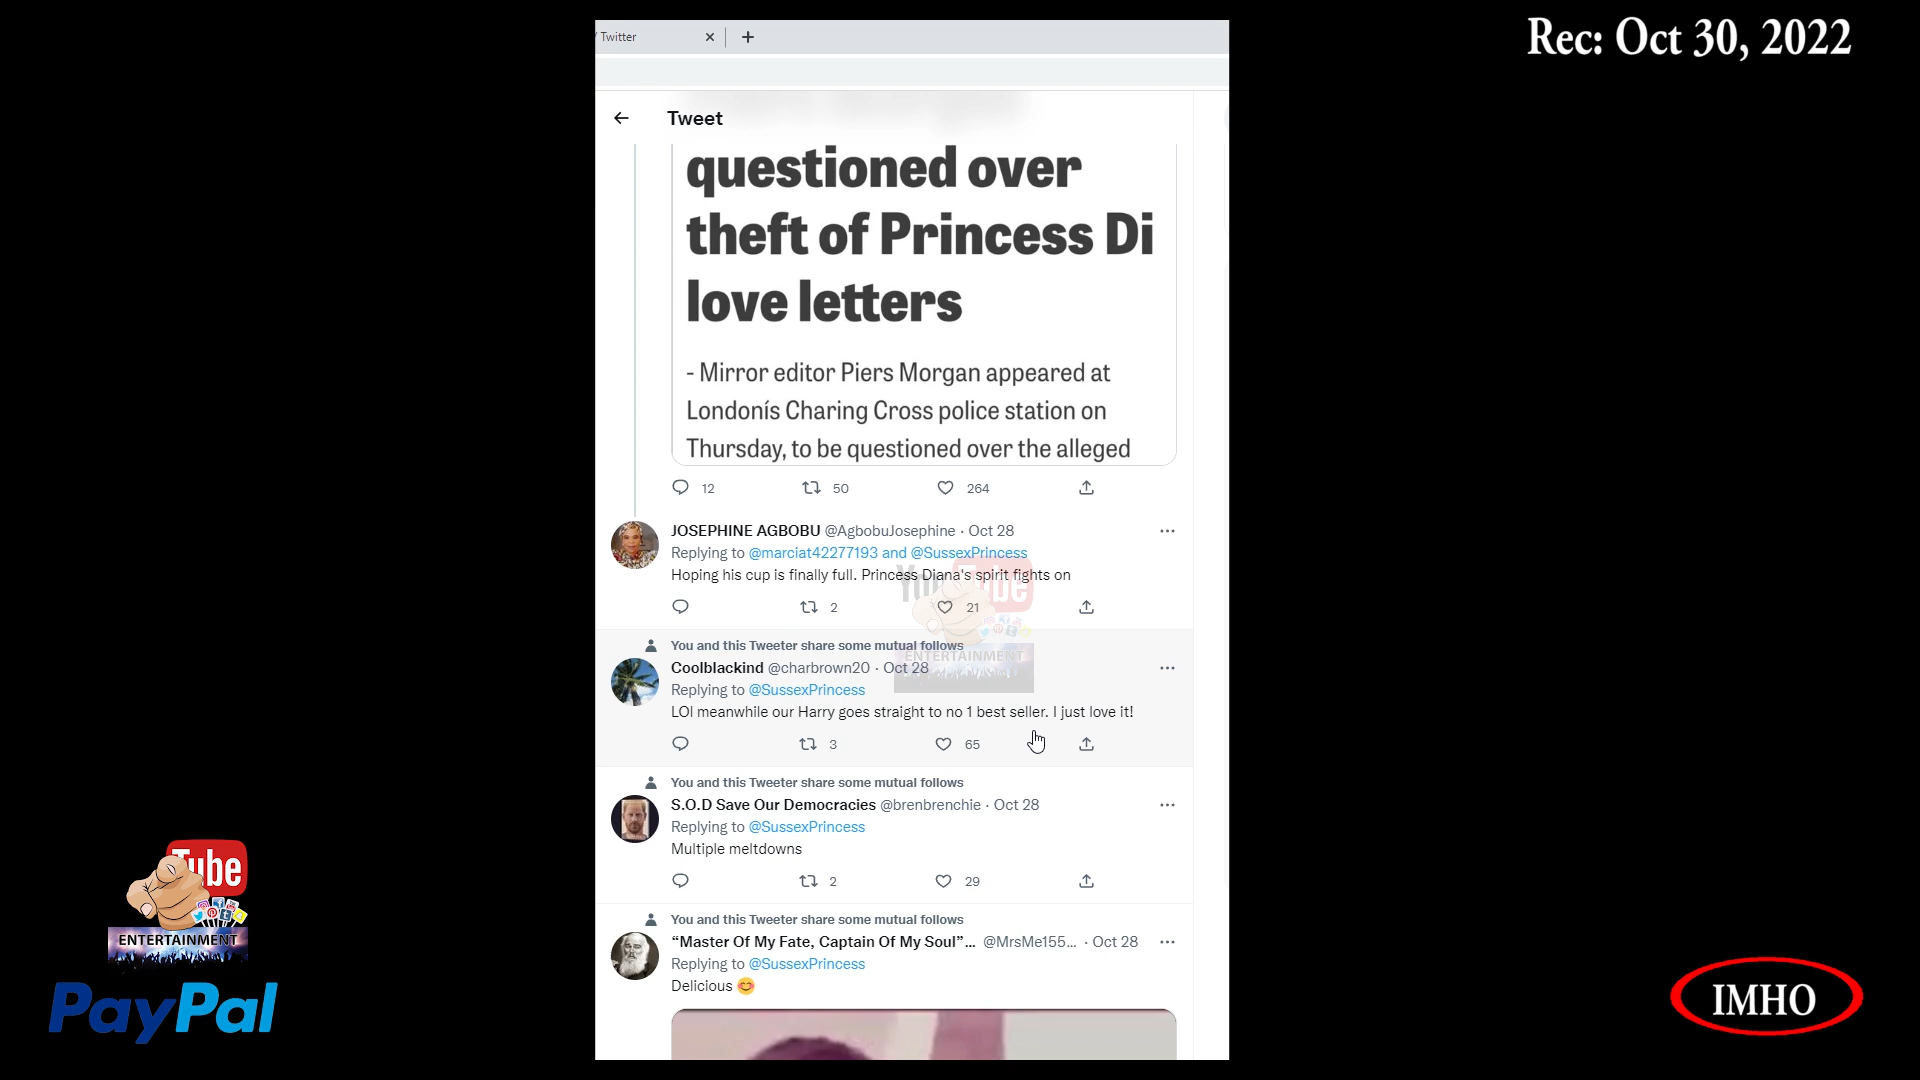 Rec: Oct 30, 2022
/ Twitter
Tweet
questioned over
theft of Princess Di
love letters
- Mirror editor Piers Morgan appeared at
Londonís Charing Cross police station on
Thursday, to be questioned over the alleged
12 50 264
JOSEPHINE AGBOBU @AgbobuJosephine · Oct 28
Replying to @marciat42277193 and @SussexPrincess
Hoping his cup is finally full. Princess Diana's spirit fights on
2 21
You and this Tweeter share some mutual follows
Coolblackind @charbrown20 · Oct 28
Replying to @SussexPrincess
LOl meanwhile our Harry goes straight to no 1 best seller. I just love it!
3 65
You and this Tweeter share some mutual follows
S.O.D Save Our Democracies @brenbrenchie · Oct 28
Replying to @SussexPrincess
Multiple meltdowns
2 29
You and this Tweeter share some mutual follows
“Master Of My Fate, Captain Of My Soul”... @MrsMe155... · Oct 28
Replying to @SussexPrincess
Delicious 😊
YouTube
ENTERTAINMENT
Tube
ENTERTAINMENT
PayPal
IMHO